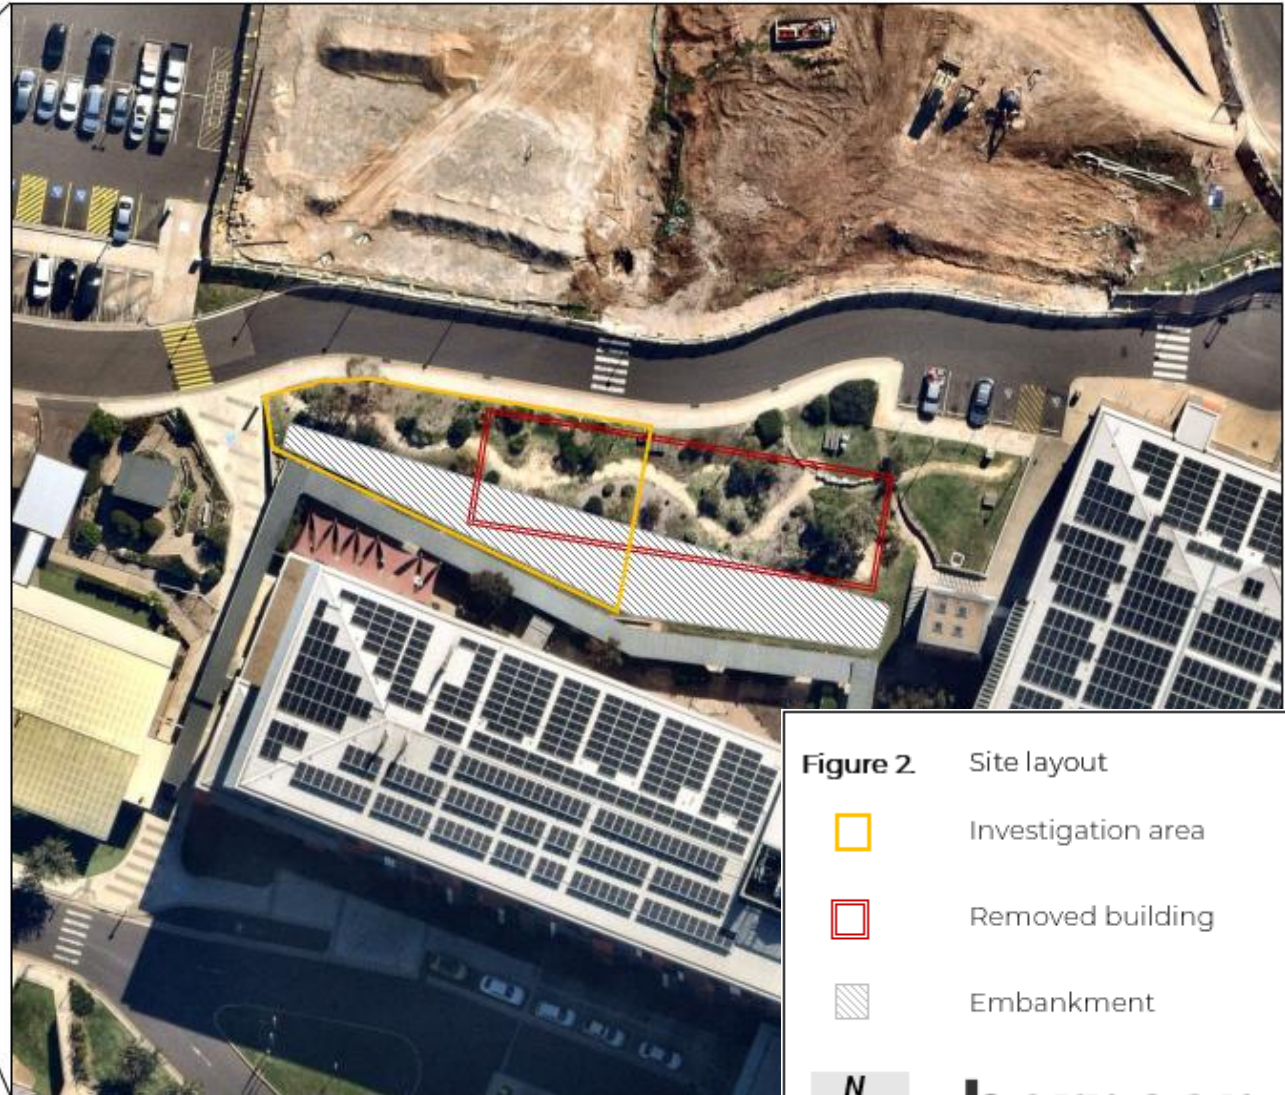 Figure 2. Site layout
Investigation area
Removed building
Embankment
N